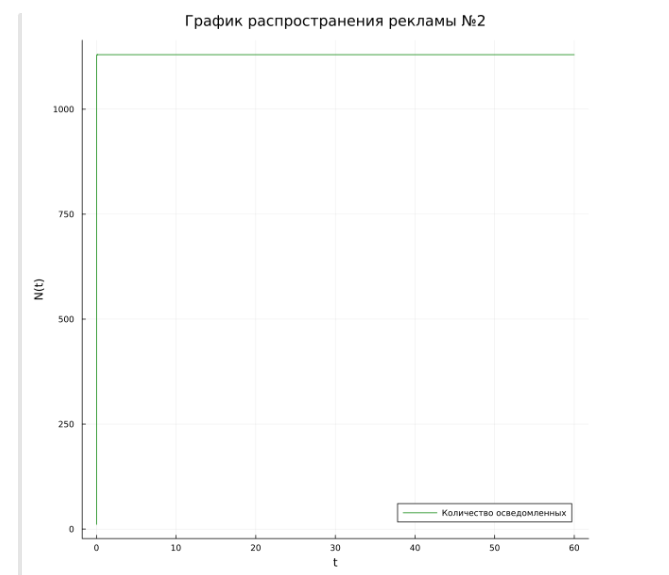 График распространения рекламы №2
1000
750
500
250
0
N(t)
Количество осведомленных
0 10 20 30 40 50 60
t